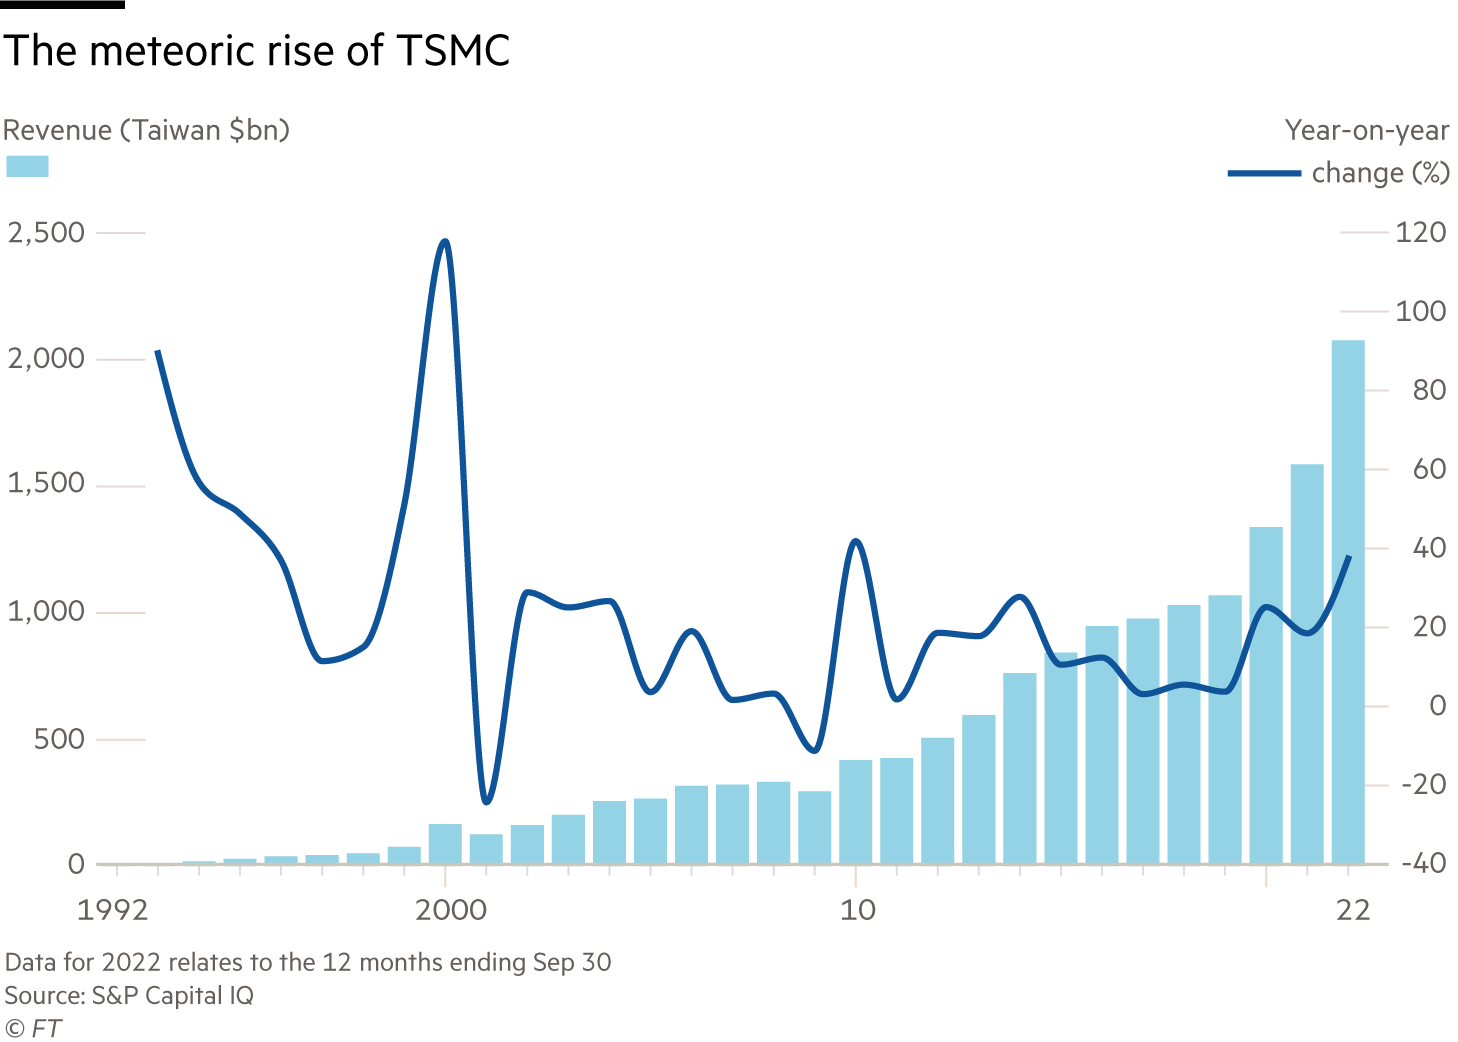 The meteoric rise of TSMC
Revenue (Taiwan $bn)
Year-on-year
change (%)
2,500
2,000
1,500
1,000
500
0
120
100
80
60
40
20
0
-20
-40
1992
2000
10
22
Data for 2022 relates to the 12 months ending Sep 30
Source: S&P Capital IQ
© FT